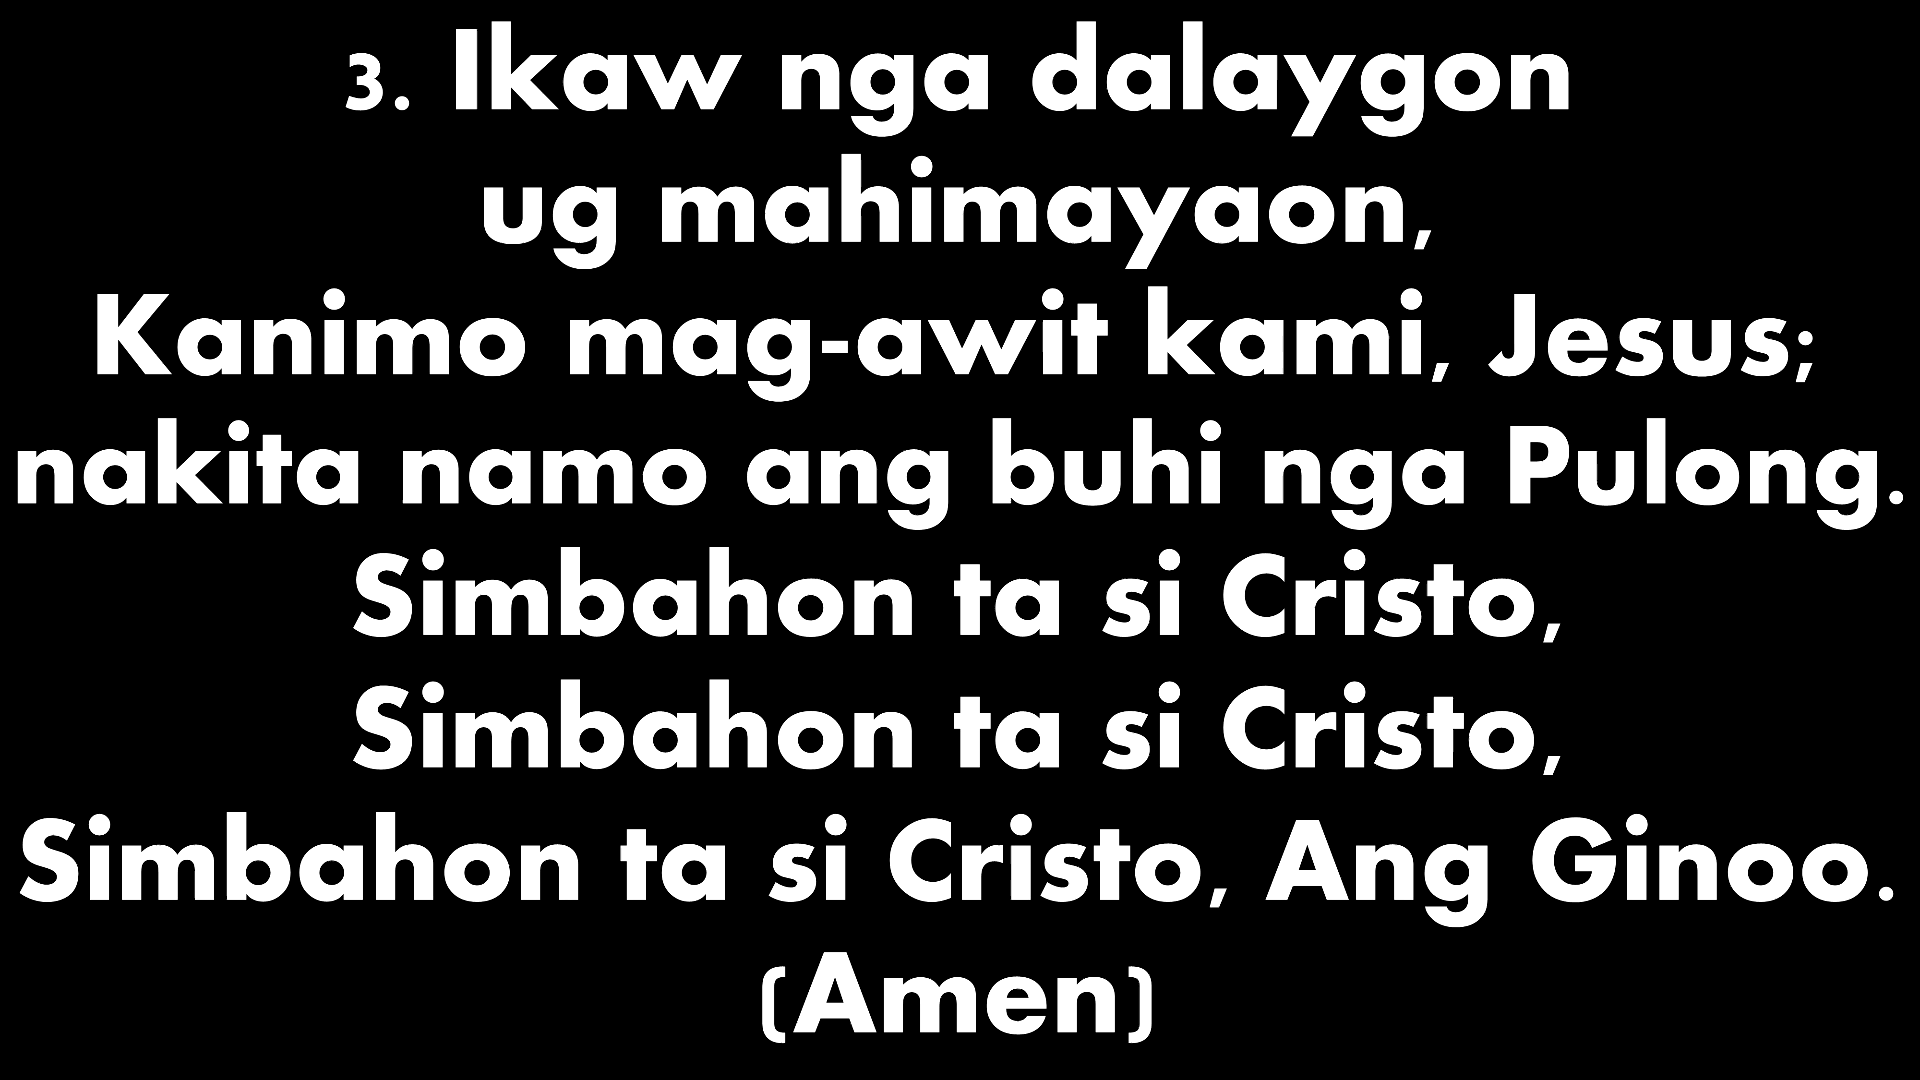 3. Ikaw nga dalaygon
ug mahimayaon,
Kanimo mag-awit kami, Jesus;
nakita namo ang buhi nga Pulong.
Simbahon ta si Cristo,
Simbahon ta si Cristo,
Simbahon ta si Cristo, Ang Ginoo.
(Amen)